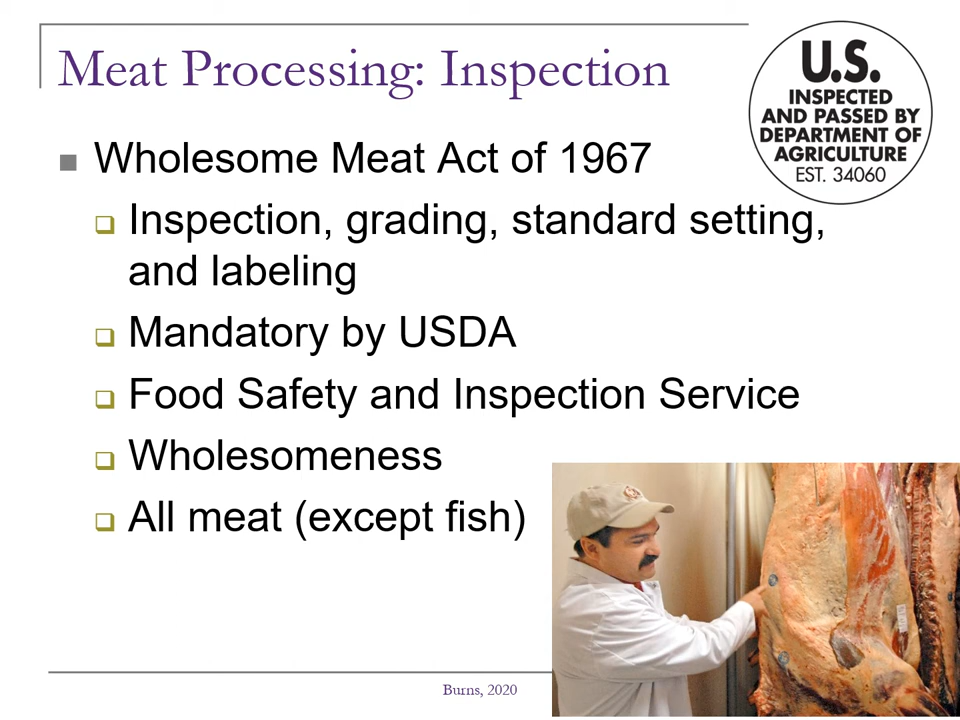 Meat Processing: Inspection
U.S.
INSPECTED
AND PASSED BY
DEPARTMENT OF
AGRICULTURE
EST. 34060
Wholesome Meat Act of 1967
Inspection, grading, standard setting,
and labeling
Mandatory by USDA
Food Safety and Inspection Service
Wholesomeness
All meat (except fish)
Burns, 2020